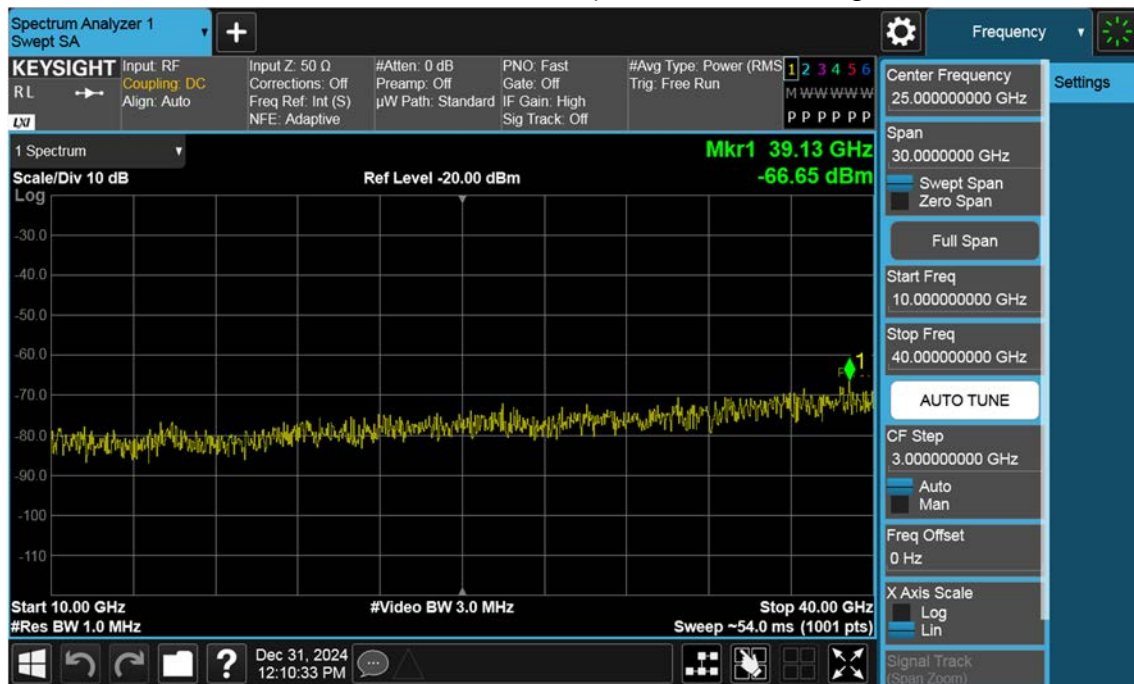 Spectrum Analyzer 1
Swept SA
+
Frequency
KEYSIGHT
RL
LXI
Input: RF
Coupling: DC
Align: Auto
Input Z: 50 Ω
Corrections: Off
Freq Ref: Int (S)
NFE: Adaptive
#Atten: 0 dB
Preamp: Off
µW Path: Standard
PNO: Fast
Gate: Off
IF Gain: High
Sig Track: Off
#Avg Type: Power (RMS
Trig: Free Run
1 2 3 4 5 6
M W W W W W
P P P P P P
1 Spectrum
Scale/Div 10 dB
Log
Ref Level -20.00 dBm
Mkr1 39.13 GHz
-66.65 dBm
-30.0
-40.0
-50.0
-60.0
-70.0
-80.0
-90.0
-100
-110
1
Start 10.00 GHz
#Res BW 1.0 MHz
#Video BW 3.0 MHz
Stop 40.00 GHz
Sweep ~54.0 ms (1001 pts)
Center Frequency
25.000000000 GHz
Span
30.0000000 GHz
Swept Span
Zero Span
Full Span
Start Freq
10.000000000 GHz
Stop Freq
40.000000000 GHz
AUTO TUNE
CF Step
3.000000000 GHz
Auto
Man
Freq Offset
0 Hz
X Axis Scale
Log
Lin
Signal Track
(Span Zoom)
Settings
?
Dec 31, 2024
12:10:33 PM